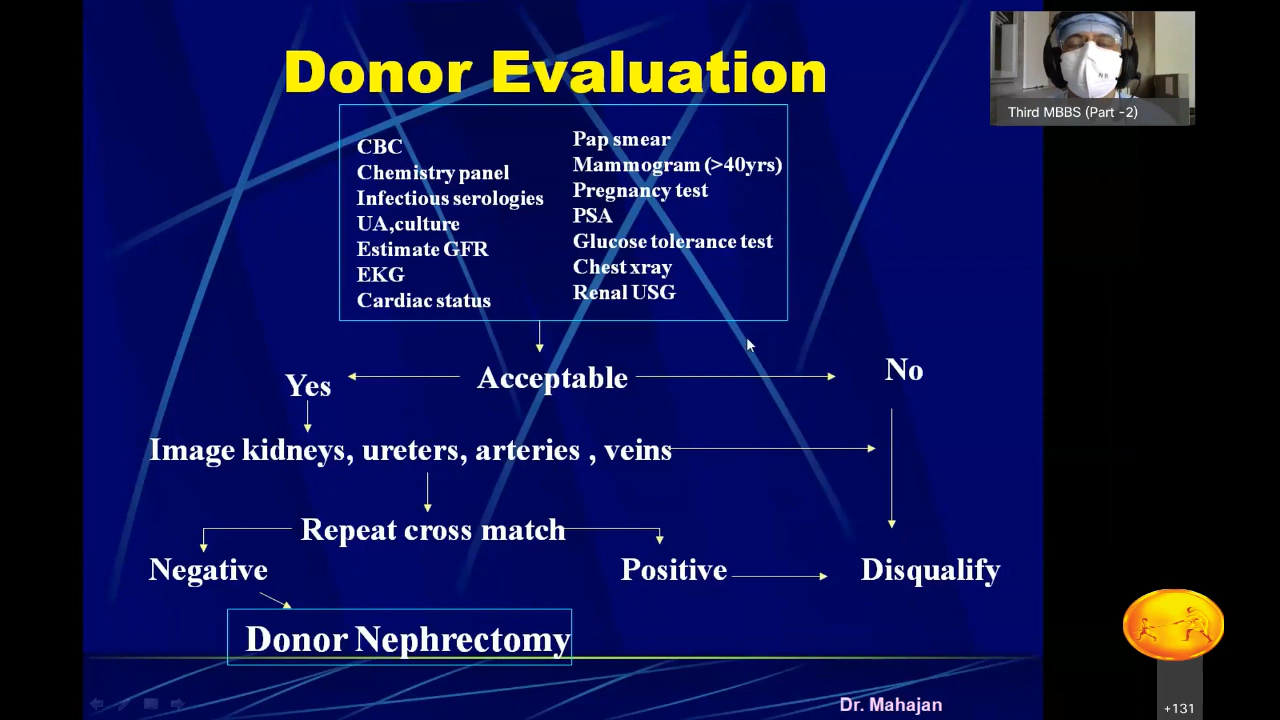 Donor Evaluation
CBC
Chemistry panel
Infectious serologies
UA,culture
Estimate GFR
EKG
Cardiac status
Pap smear
Mammogram (>40yrs)
Pregnancy test
PSA
Glucose tolerance test
Chest xray
Renal USG
Yes
Acceptable
No
Image kidneys, ureters, arteries , veins
Repeat cross match
Negative
Positive
Disqualify
Donor Nephrectomy
Dr. Mahajan
Third MBBS (Part -2)
+131